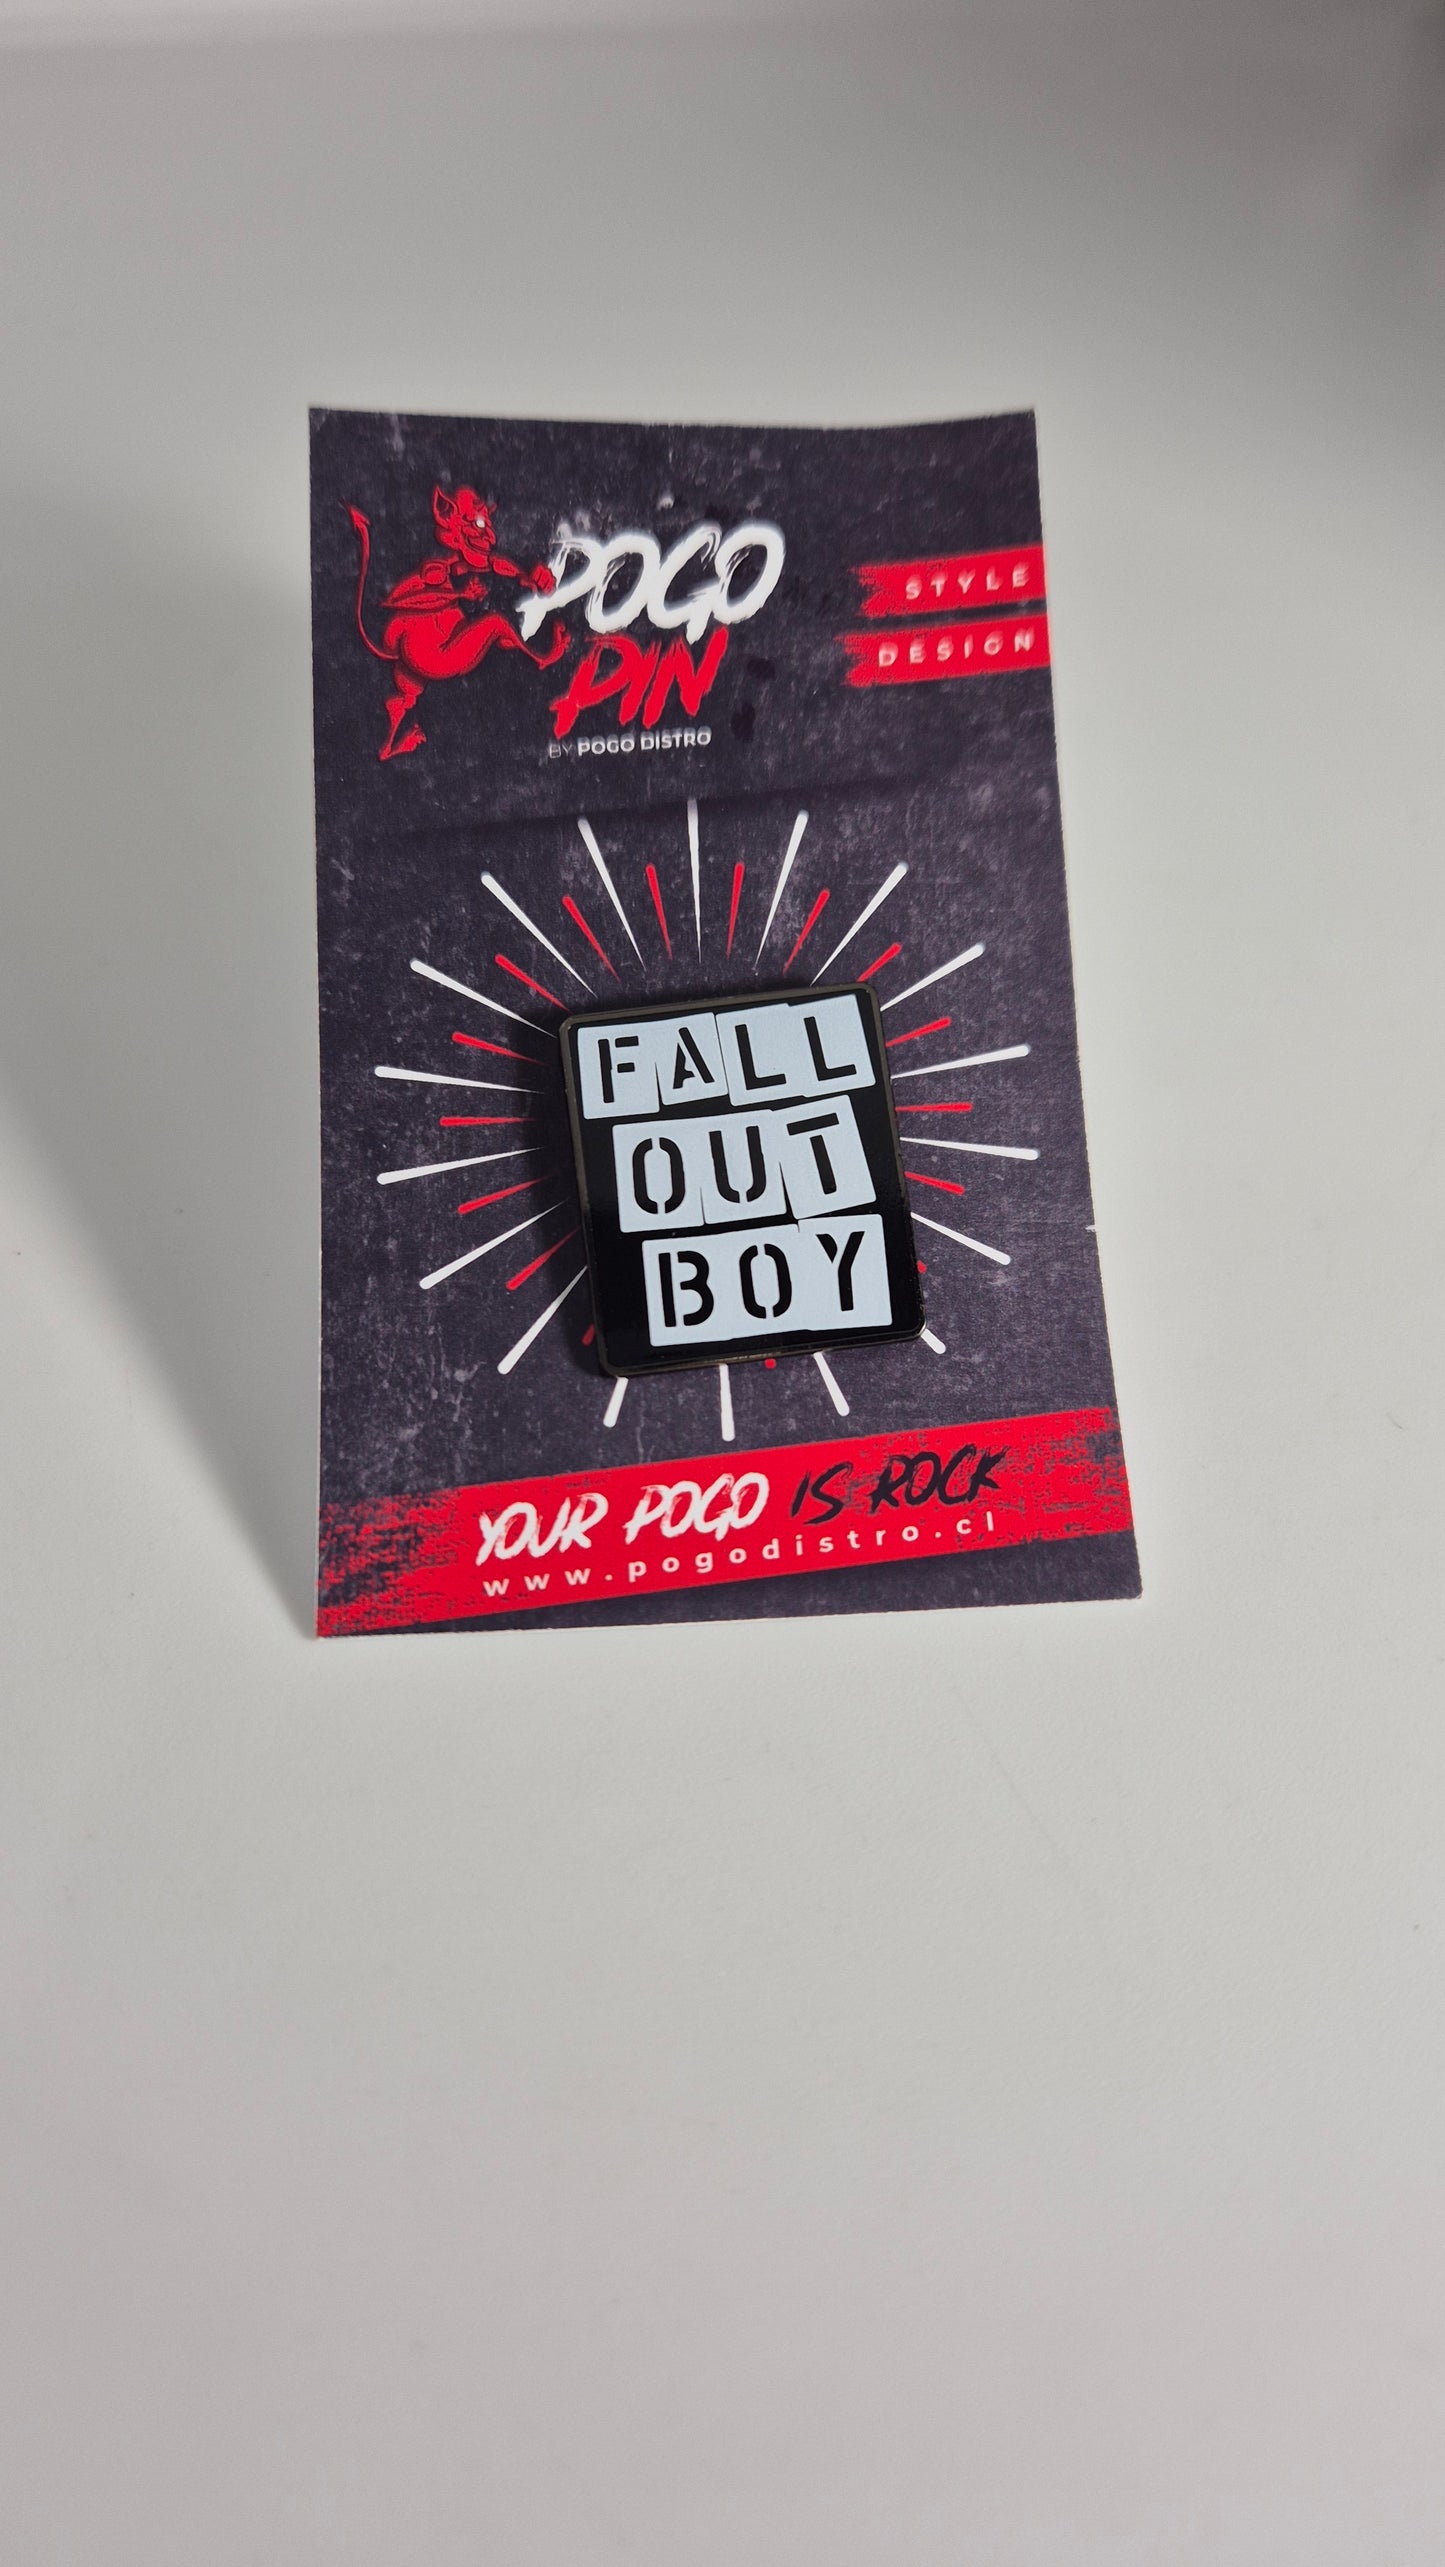 POGO
PIN
BY POGO DISTRO
STYLE
DESIGN
FALL
OUT
BOY
YOUR POGO IS ROCK
www.pogodistro.cl